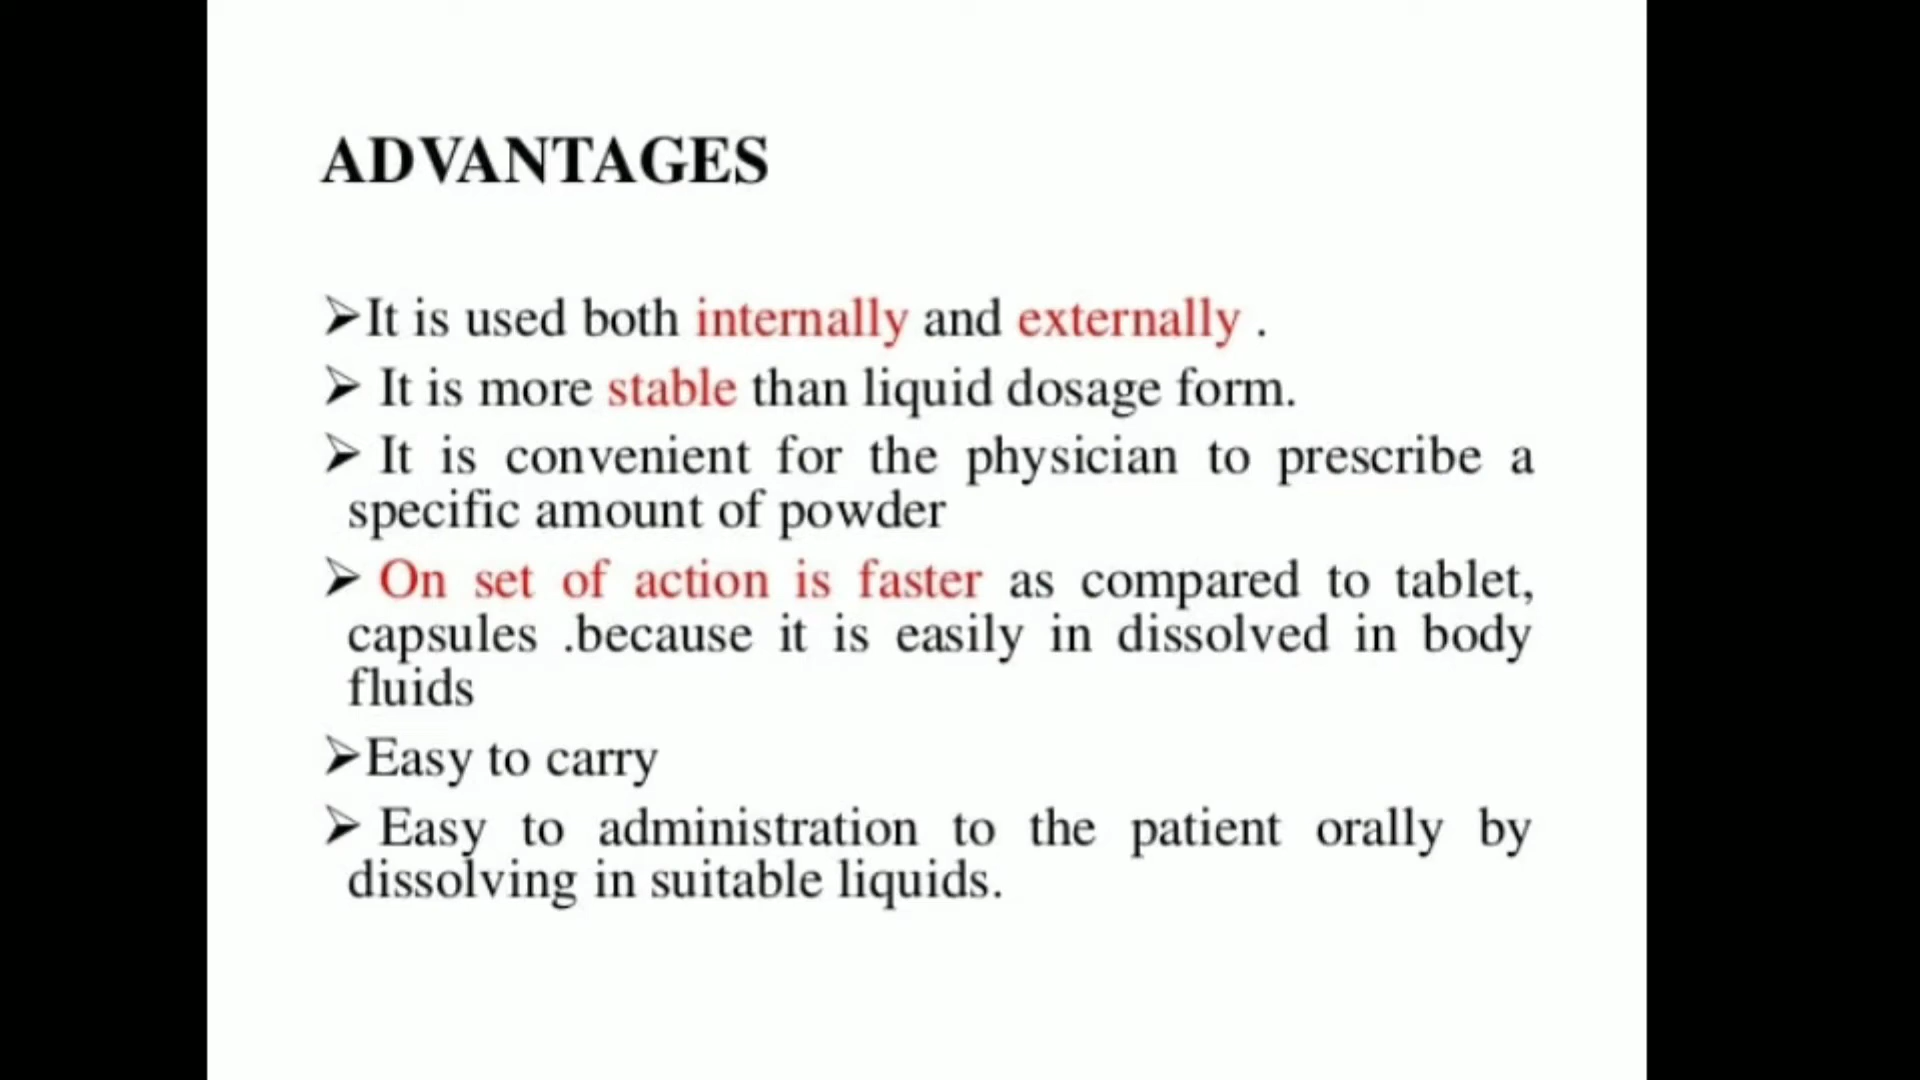 ADVANTAGES
➢It is used both internally and externally .
➢ It is more stable than liquid dosage form.
➢ It is convenient for the physician to prescribe a
specific amount of powder
➢ On set of action is faster as compared to tablet,
capsules .because it is easily in dissolved in body
fluids
➢Easy to carry
➢ Easy to administration to the patient orally by
dissolving in suitable liquids.